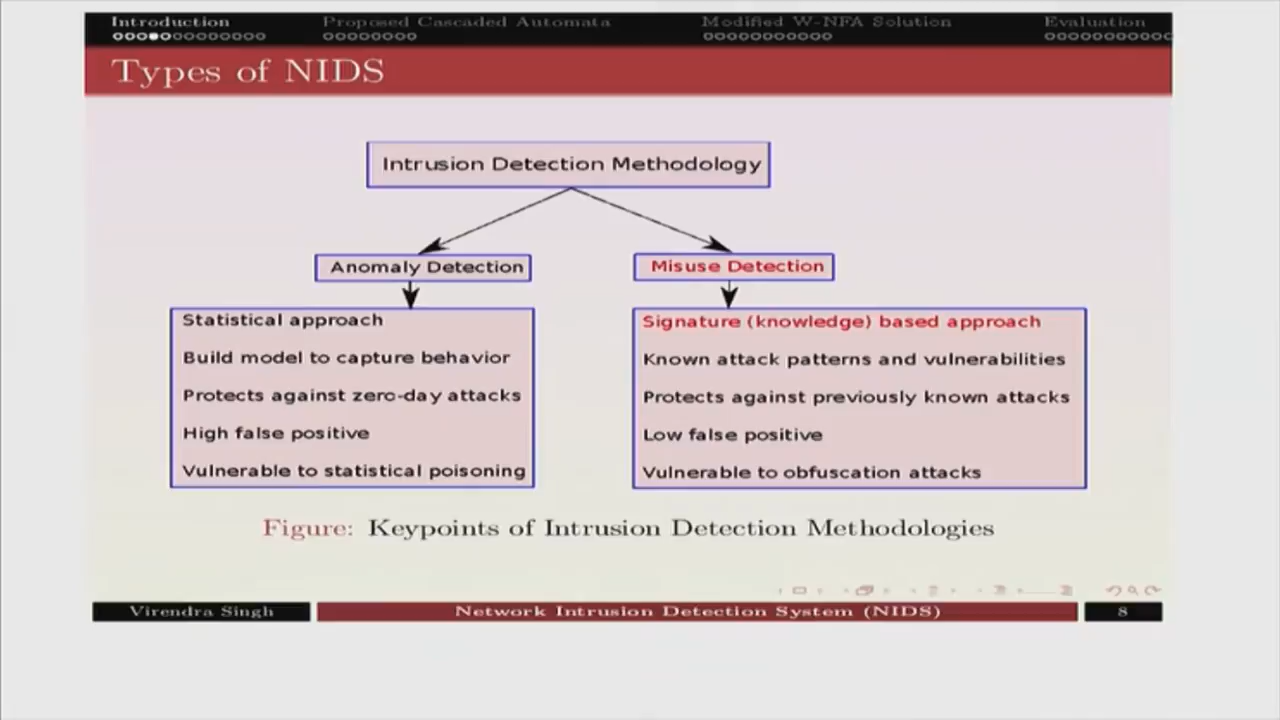 Introduction Proposed Cascaded Automata Modified W-NFA Solution Evaluation
Types of NIDS
Intrusion Detection Methodology
Anomaly Detection
Statistical approach
Build model to capture behavior
Protects against zero-day attacks
High false positive
Vulnerable to statistical poisoning
Misuse Detection
Signature (knowledge) based approach
Known attack patterns and vulnerabilities
Protects against previously known attacks
Low false positive
Vulnerable to obfuscation attacks
Figure: Keypoints of Intrusion Detection Methodologies
Virendra Singh Network Intrusion Detection System (NIDS) 8